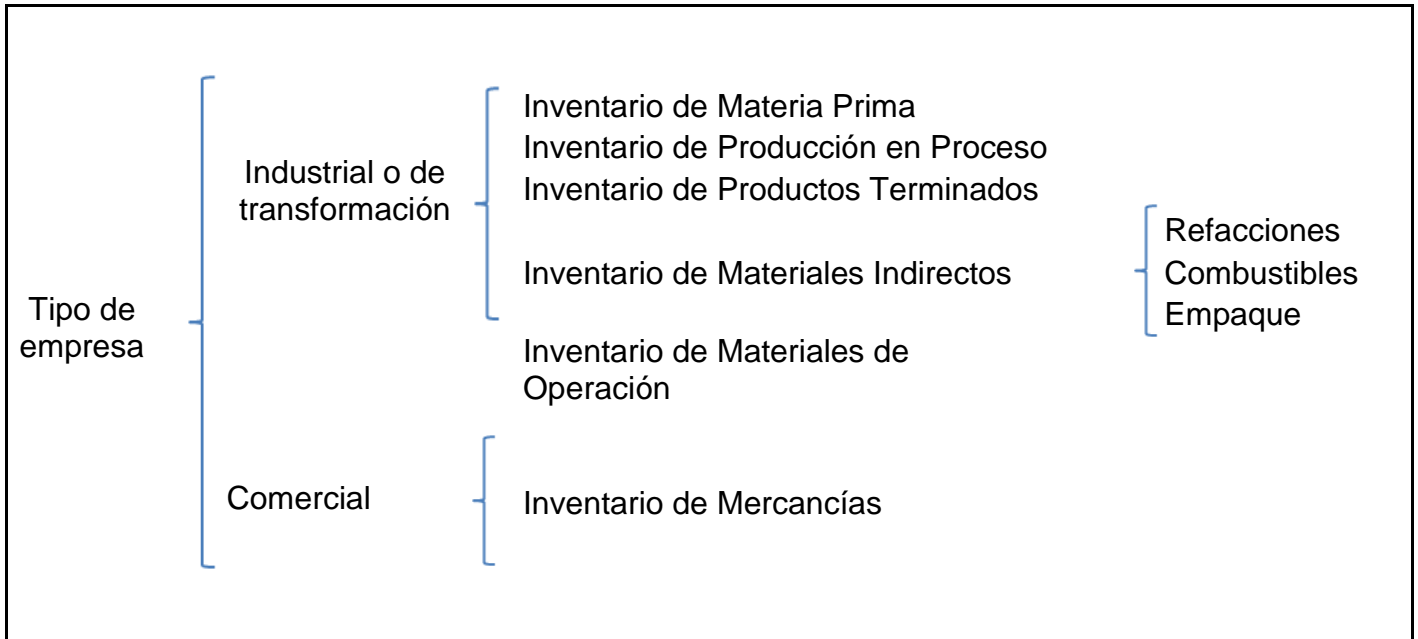 Tipo de
empresa
Industrial o de
transformación
Inventario de Materia Prima
Inventario de Producción en Proceso
Inventario de Productos Terminados
Inventario de Materiales Indirectos
Refacciones
Combustibles
Empaque
Inventario de Materiales de
Operación
Comercial
Inventario de Mercancías